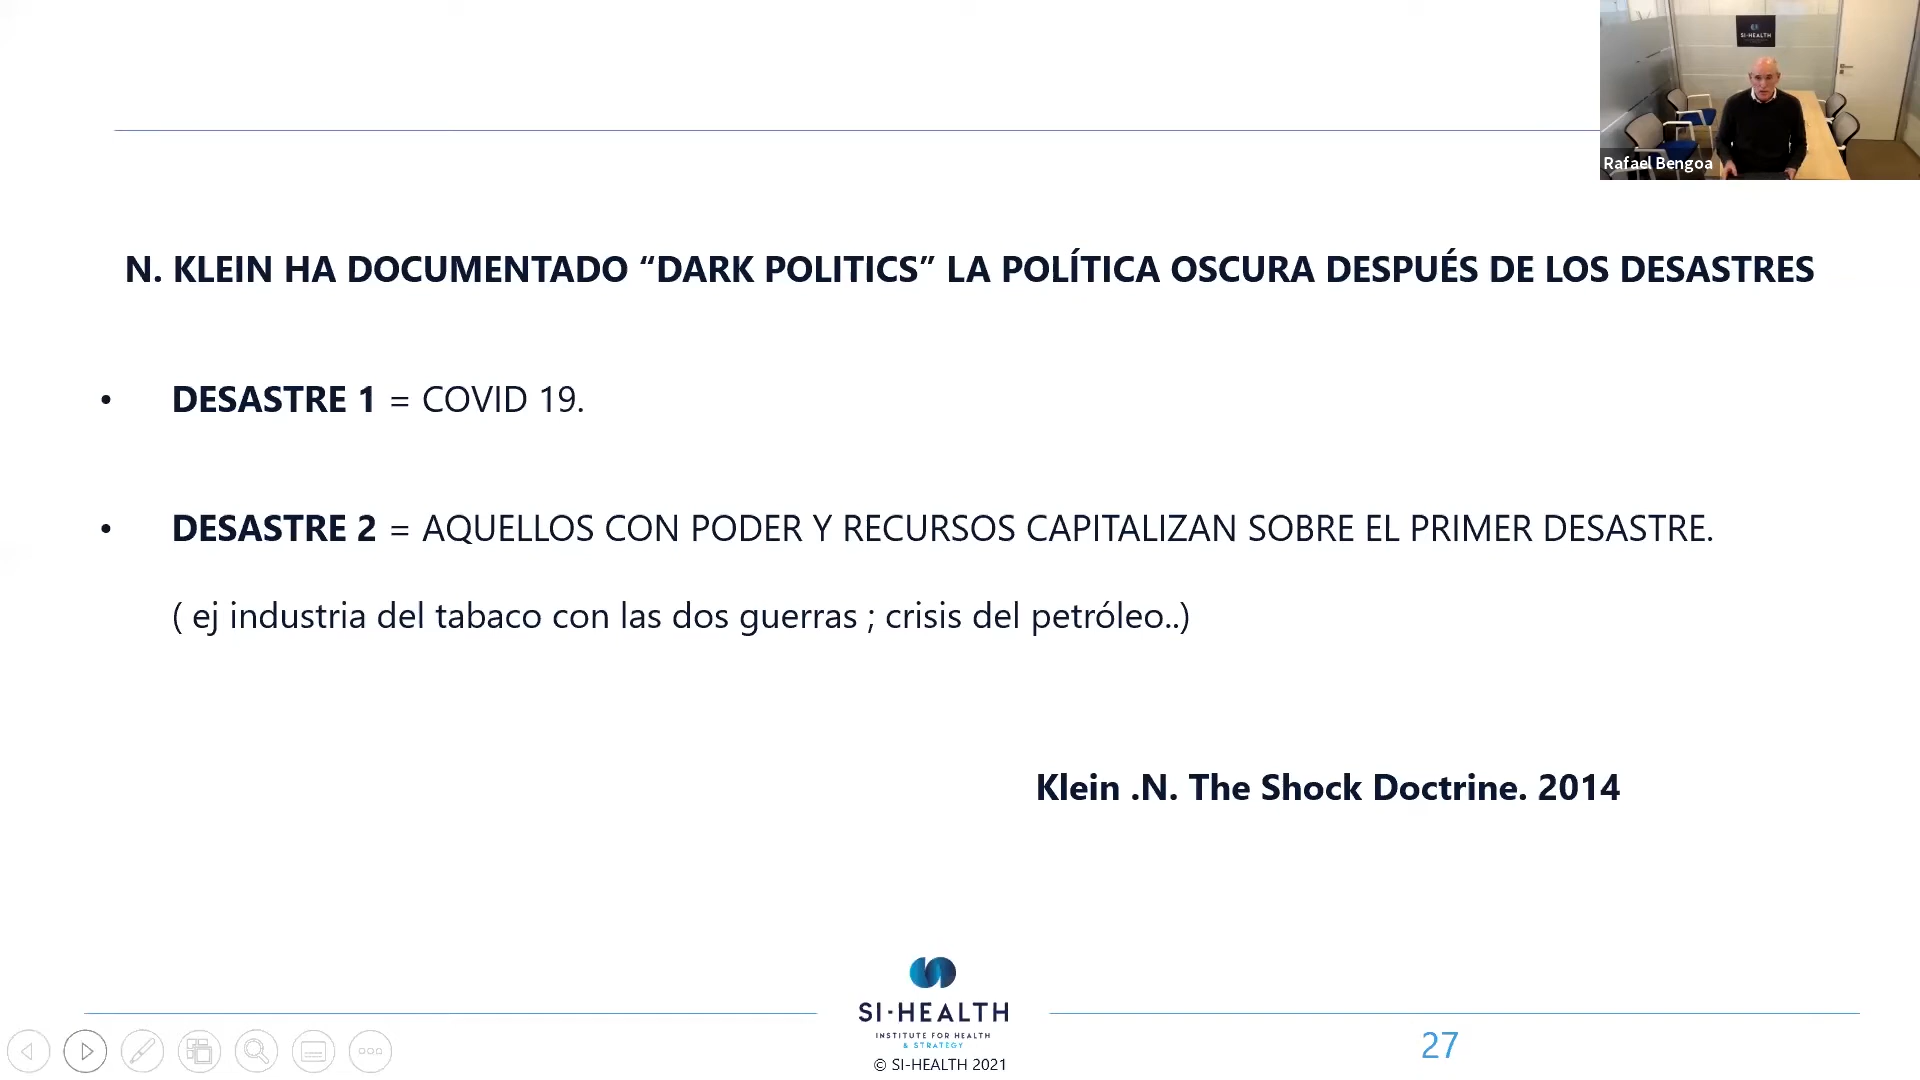 SI-HEALTH
Rafael Bengoa
N. KLEIN HA DOCUMENTADO “DARK POLITICS” LA POLÍTICA OSCURA DESPUÉS DE LOS DESASTRES
• DESASTRE 1 = COVID 19.
• DESASTRE 2 = AQUELLOS CON PODER Y RECURSOS CAPITALIZAN SOBRE EL PRIMER DESASTRE.
( ej industria del tabaco con las dos guerras ; crisis del petróleo..)
Klein .N. The Shock Doctrine. 2014
SI-HEALTH
INSTITUTE FOR HEALTH
& STRATEGY
© SI-HEALTH 2021
27